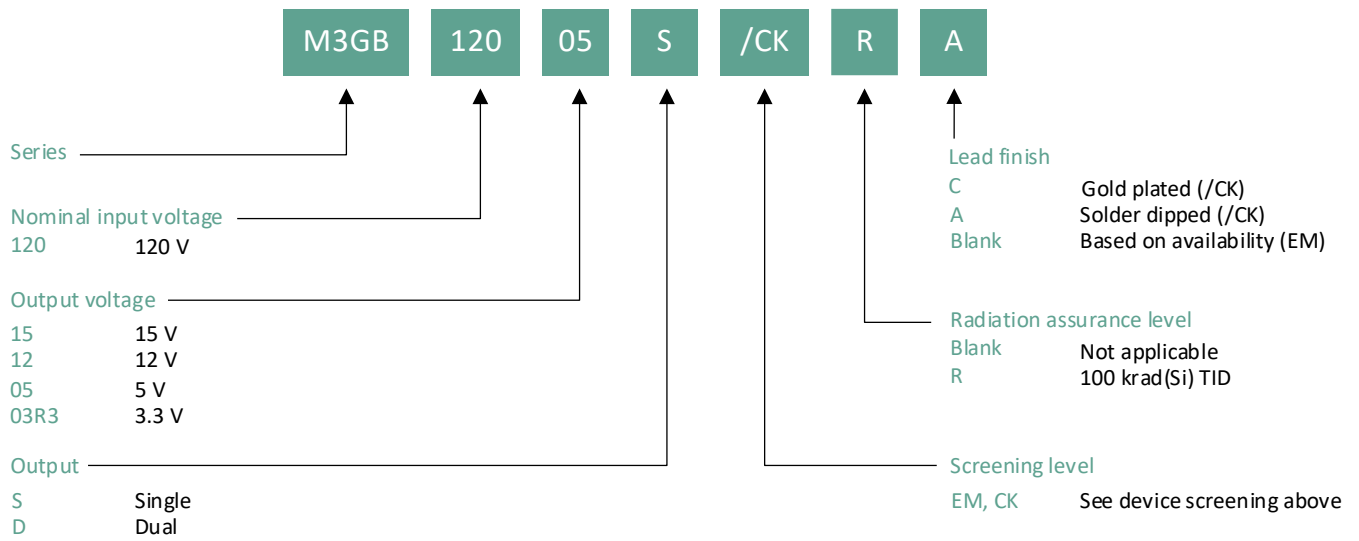 M3GB 120 05 S /CK R A
Series
Nominal input voltage
120 120 V
Output voltage
15 15 V
12 12 V
05 5 V
03R3 3.3 V
Output
S Single
D Dual
Lead finish
C Gold plated (/CK)
A Solder dipped (/CK)
Blank Based on availability (EM)
Radiation assurance level
Blank Not applicable
R 100 krad(Si) TID
Screening level
EM, CK See device screening above